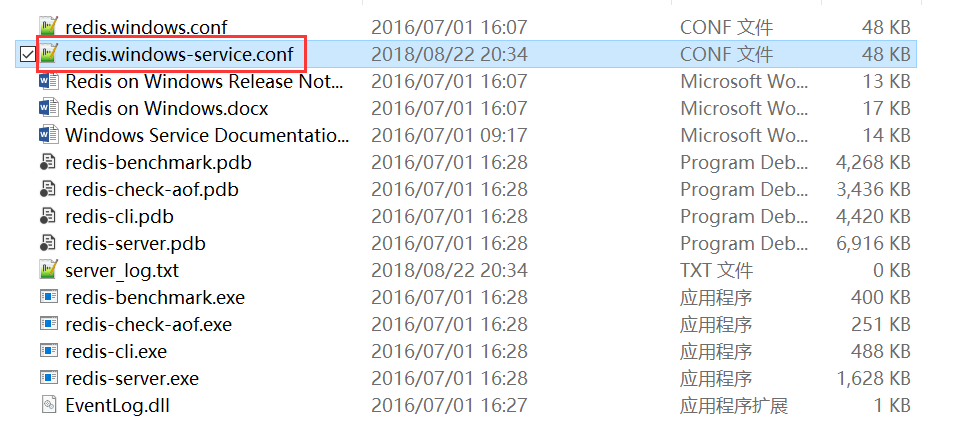 redis.windows.conf 2016/07/01 16:07 CONF 文件 48 KB
redis.windows-service.conf 2018/08/22 20:34 CONF 文件 48 KB
Redis on Windows Release Not... 2016/07/01 16:07 Microsoft Wo... 13 KB
Redis on Windows.docx 2016/07/01 16:07 Microsoft Wo... 17 KB
Windows Service Documentatio... 2016/07/01 09:17 Microsoft Wo... 14 KB
redis-benchmark.pdb 2016/07/01 16:28 Program Deb... 4,268 KB
redis-check-aof.pdb 2016/07/01 16:28 Program Deb... 3,436 KB
redis-cli.pdb 2016/07/01 16:28 Program Deb... 4,420 KB
redis-server.pdb 2016/07/01 16:28 Program Deb... 6,916 KB
server_log.txt 2018/08/22 20:34 TXT 文件 0 KB
redis-benchmark.exe 2016/07/01 16:28 应用程序 400 KB
redis-check-aof.exe 2016/07/01 16:28 应用程序 251 KB
redis-cli.exe 2016/07/01 16:28 应用程序 488 KB
redis-server.exe 2016/07/01 16:28 应用程序 1,628 KB
EventLog.dll 2016/07/01 16:27 应用程序扩展 1 KB